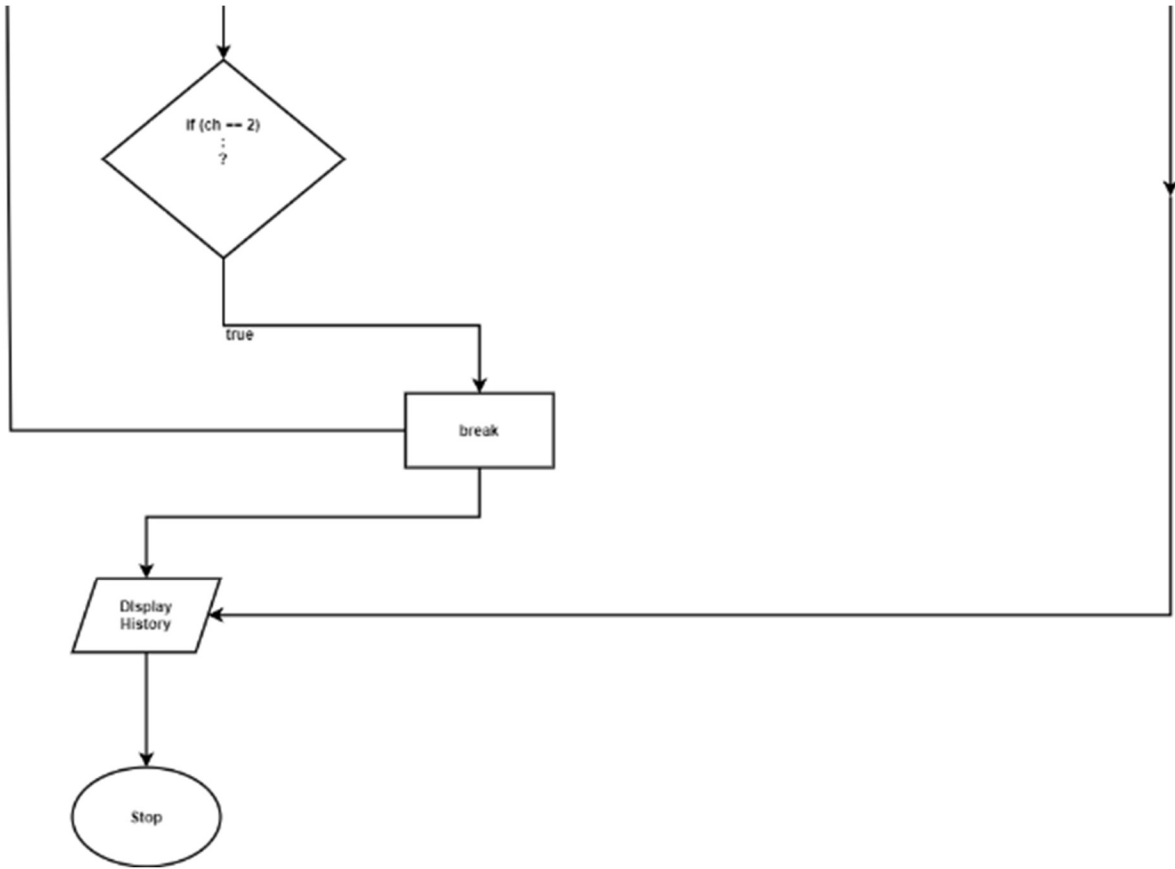 If (ch == 2)
:
?
true
break
Display
History
Stop